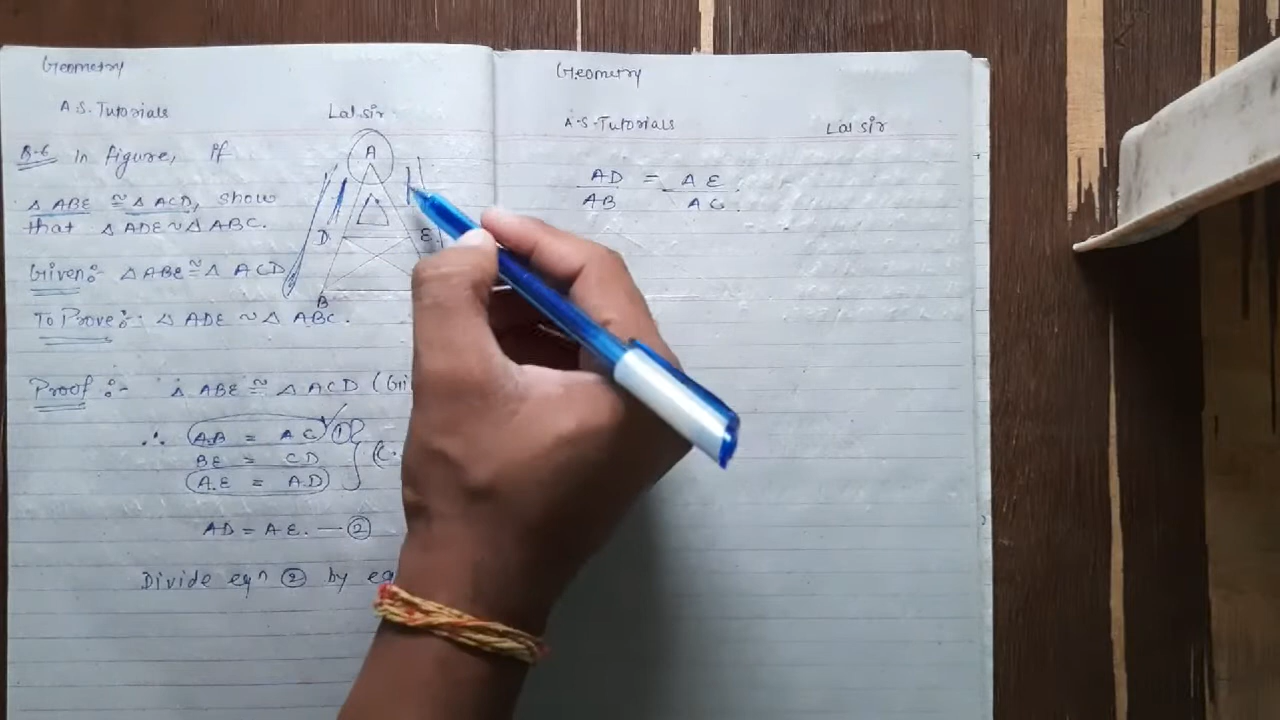 Geometry
A.S. Tutorials Lal sir
Q-6 In figure, if
△ ABE ≅ △ ACD, show
that △ ADE ~ △ ABC.
Given:- △ ABE ≅ △ ACD
To Prove:- △ ADE ~ △ ABC.
Proof :- △ ABE ≅ △ ACD (Gi
∴ AB = AC ①
BE = CD
AE = AD
AD = AE. — ②
Divide eqn ② by eq
A
D
E
B
Geometry
A.S. Tutorials Lal sir
AD = AE.
AB AC.